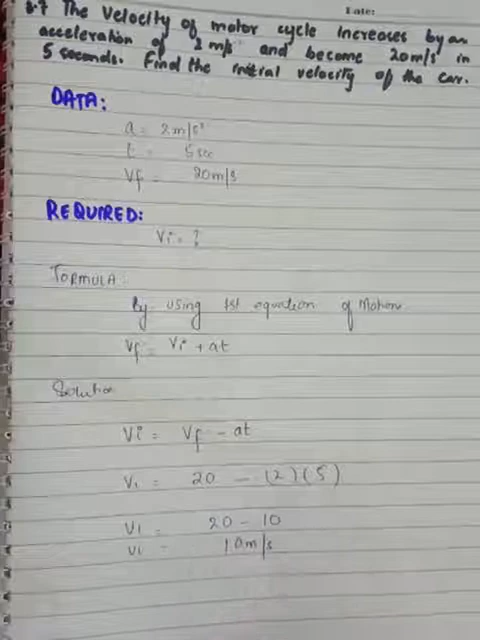 Date:
3.7 The velocity of motor cycle increases by an
acceleration of 2 m/s² and become 20m/s in
5 seconds. Find the initial velocity of the car.
DATA:
a = 2m/s²
t = 5 sec
Vf = 20m/s
REQUIRED:
Vi = ?
FORMULA:
By using 1st equation of Motion
Vf = Vi + at
Solution
Vi = Vf - at
Vi = 20 - (2)(5)
Vi = 20 - 10
Vi = 10m/s